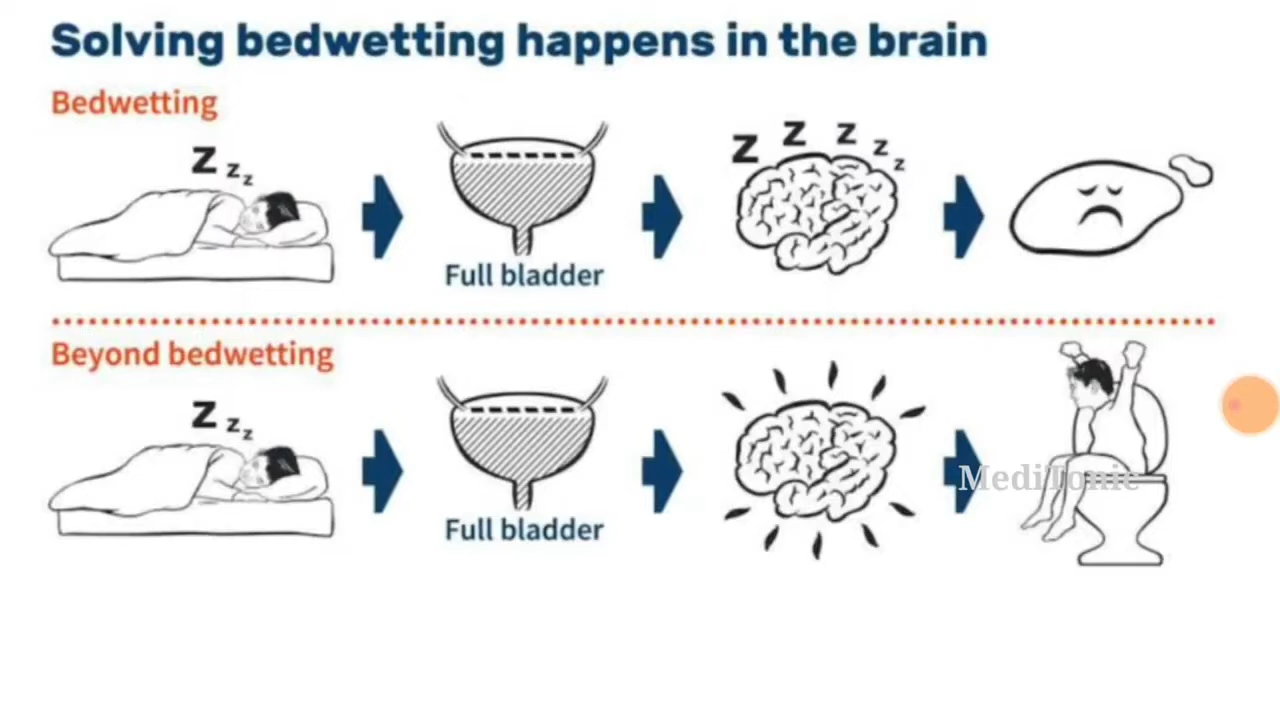 Solving bedwetting happens in the brain
Bedwetting
z z z
z z z z z
Full bladder
Beyond bedwetting
z z z
Full bladder
MediTonic